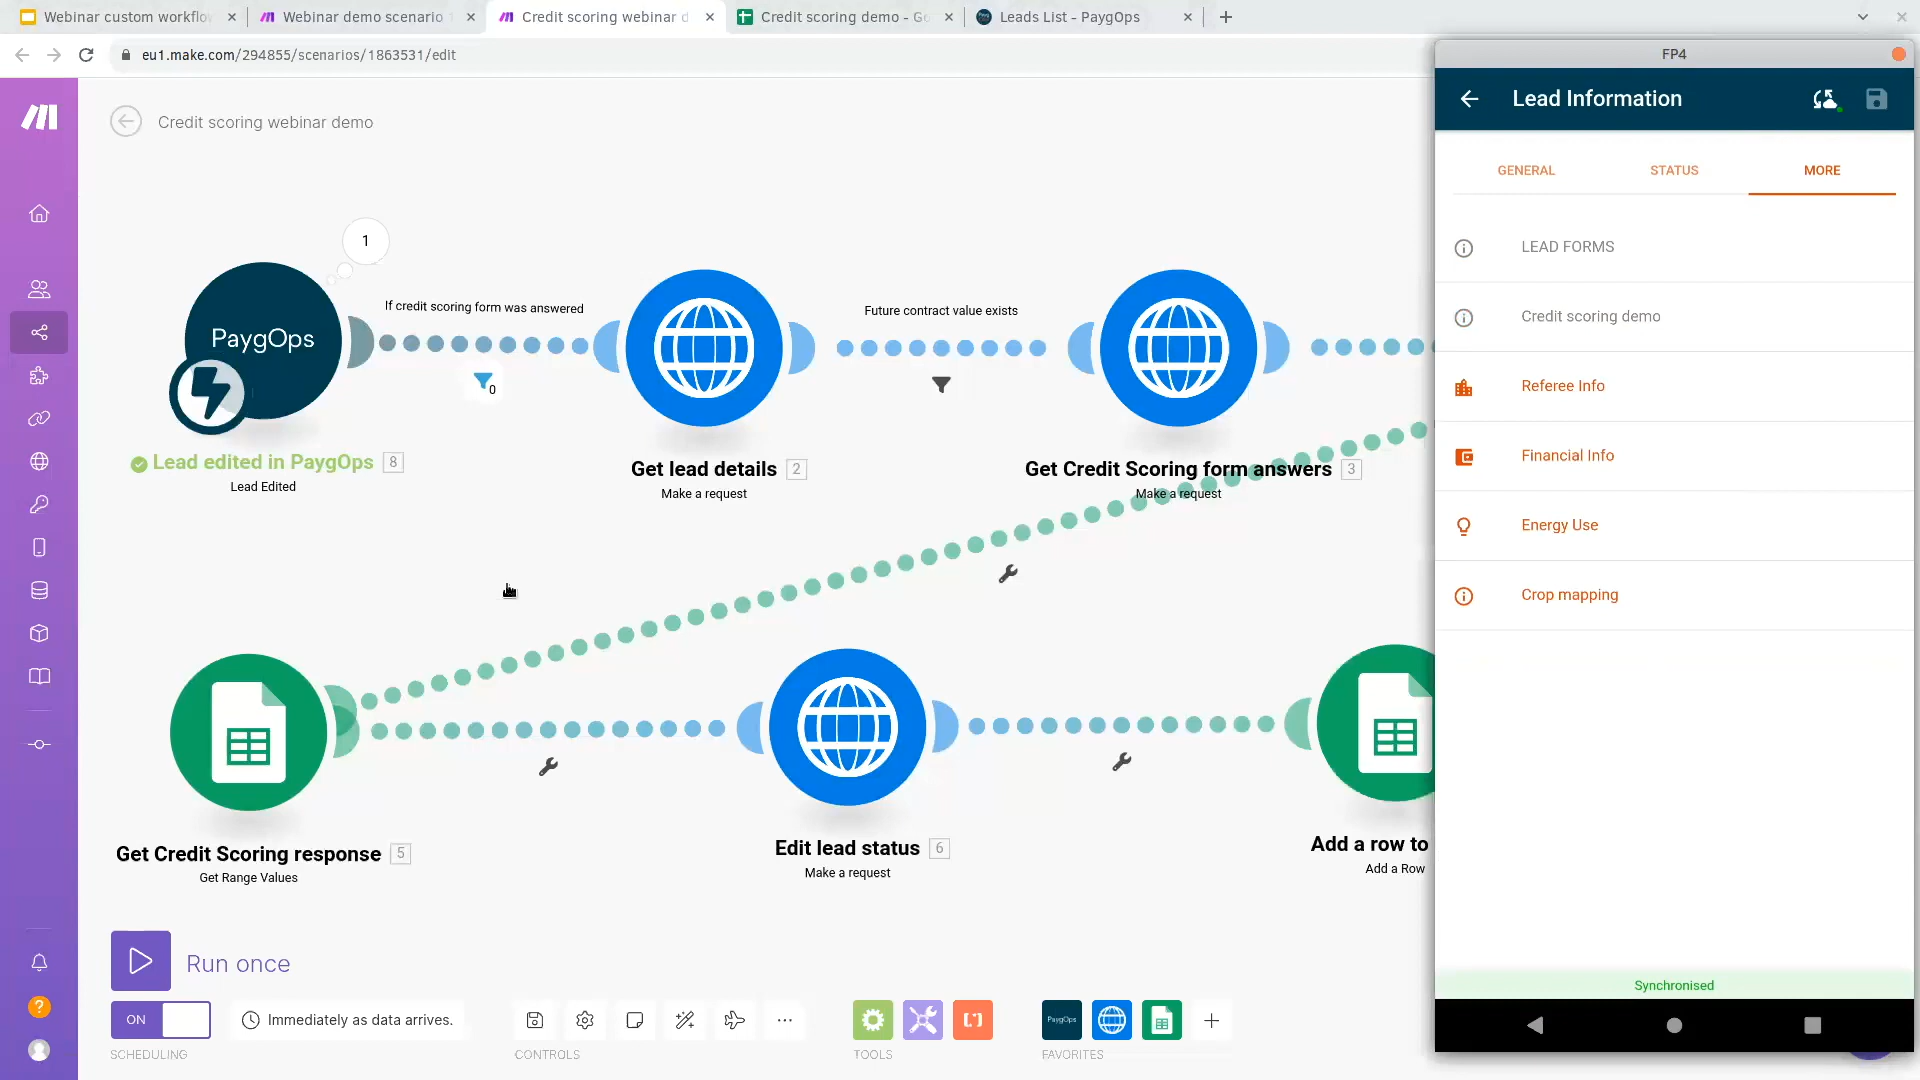 Webinar custom workflo
Webinar demo scenario 1
Credit scoring webinar d
Credit scoring demo - Go
Leads List - PaygOps
eu1.make.com/294855/scenarios/1863531/edit
FP4
Lead Information
GENERAL
STATUS
MORE
LEAD FORMS
Credit scoring demo
Referee Info
Financial Info
Energy Use
Crop mapping
Synchronised
Credit scoring webinar demo
1
PaygOps
If credit scoring form was answered
0
Future contract value exists
Lead edited in PaygOps 8
Lead Edited
Get lead details 2
Make a request
Get Credit Scoring form answers 3
Make a request
Get Credit Scoring response 5
Get Range Values
Edit lead status 6
Make a request
Add a row to
Add a Row
Run once
ON
Immediately as data arrives.
SCHEDULING
CONTROLS
TOOLS
PaygOps
FAVORITES
?